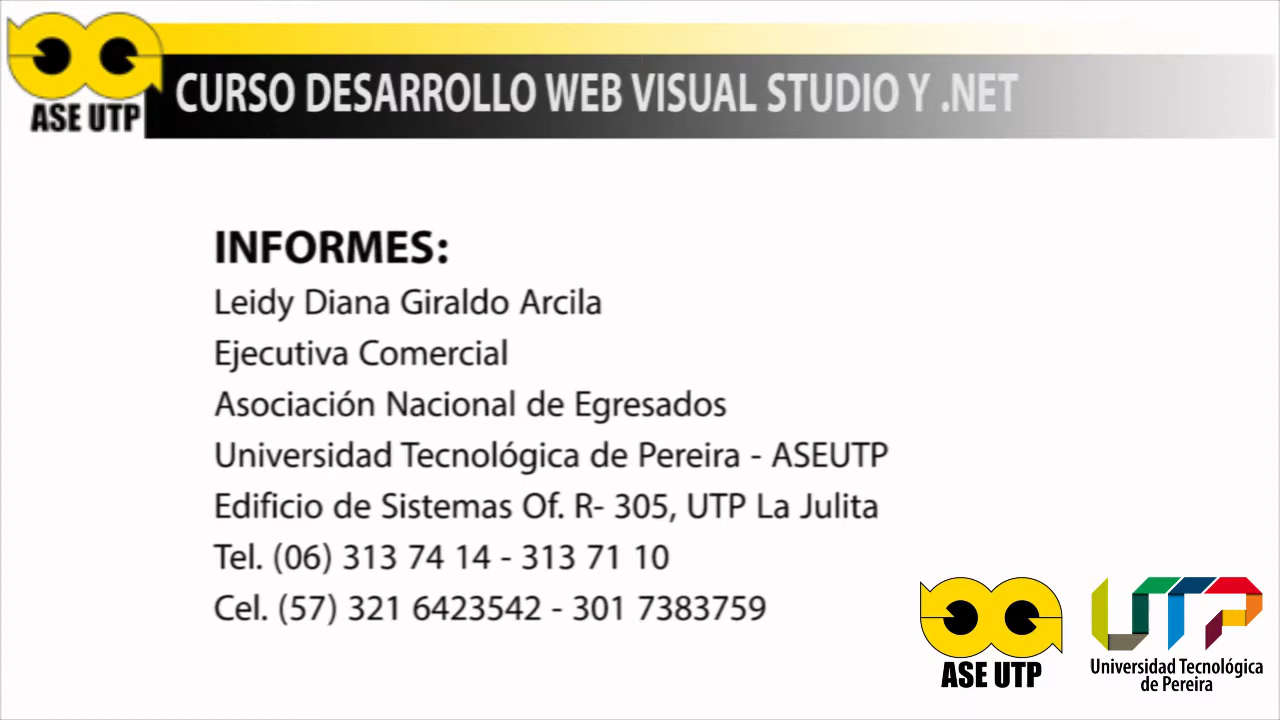 ASE UTP
CURSO DESARROLLO WEB VISUAL STUDIO Y .NET
INFORMES:
Leidy Diana Giraldo Arcila
Ejecutiva Comercial
Asociación Nacional de Egresados
Universidad Tecnológica de Pereira - ASEUTP
Edificio de Sistemas Of. R- 305, UTP La Julita
Tel. (06) 313 74 14 - 313 71 10
Cel. (57) 321 6423542 - 301 7383759
ASE UTP
UTP
Universidad Tecnológica
de Pereira